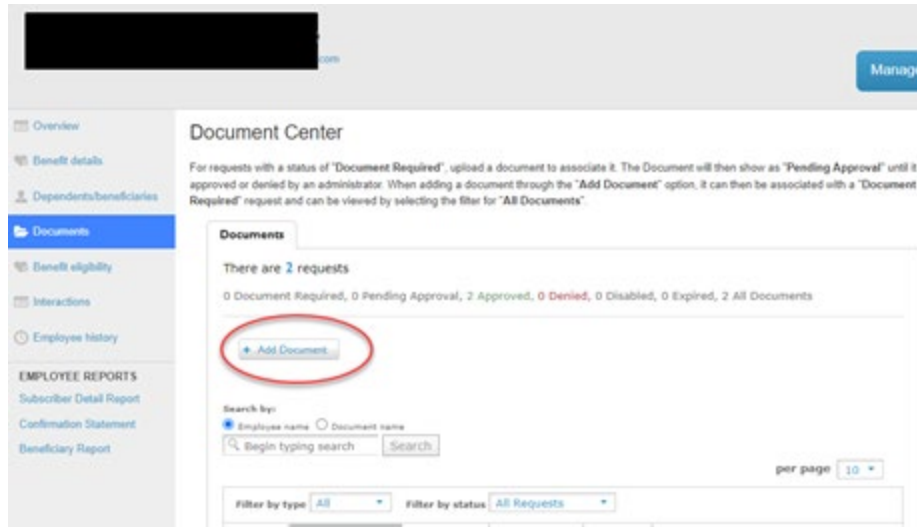 com
Manage
Overview
Benefit details
Dependents/beneficiaries
Documents
Benefit eligibility
Interactions
Employee history
EMPLOYEE REPORTS
Subscriber Detail Report
Confirmation Statement
Beneficiary Report
Document Center
For requests with a status of "Document Required", upload a document to associate it. The Document will then show as "Pending Approval" until it
approved or denied by an administrator. When adding a document through the "Add Document" option, it can then be associated with a "Document
Required" request and can be viewed by selecting the filter for "All Documents".
Documents
There are 2 requests
0 Document Required, 0 Pending Approval, 2 Approved, 0 Denied, 0 Disabled, 0 Expired, 2 All Documents
+ Add Document
Search by:
Employee name Document name
Begin typing search Search
per page 10
Filter by type All Filter by status All Requests